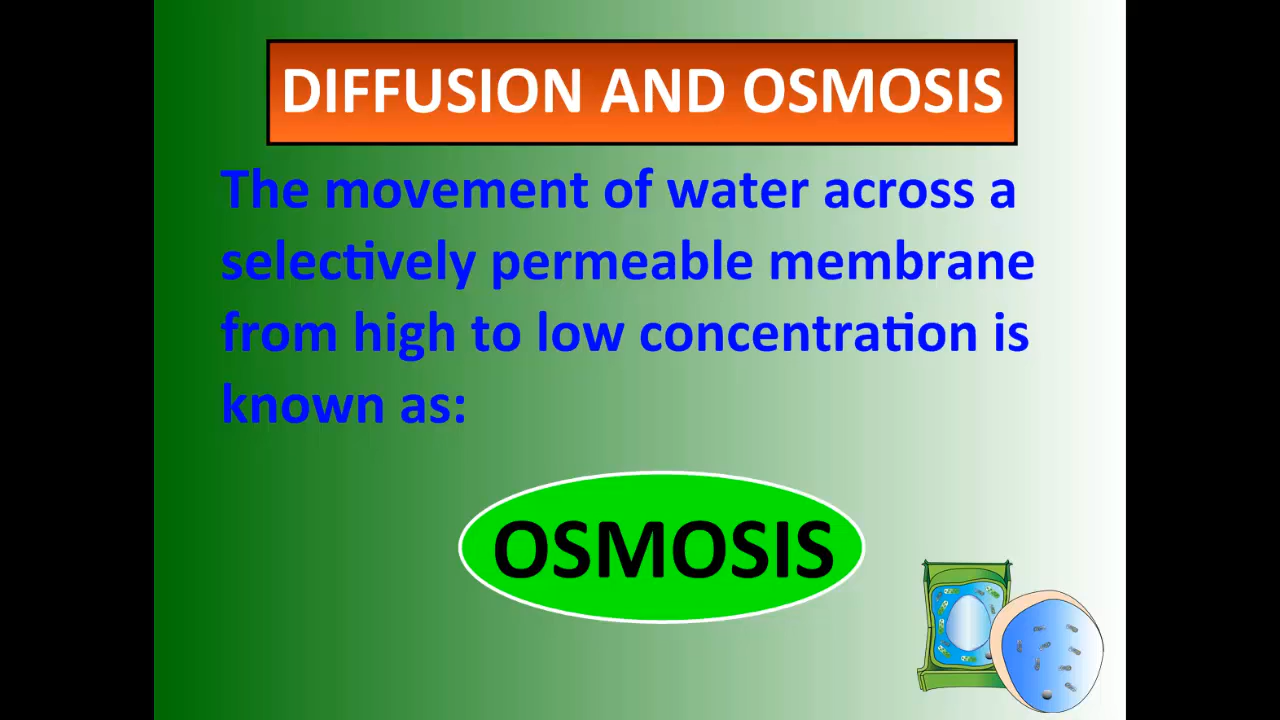 DIFFUSION AND OSMOSIS
The movement of water across a
selectively permeable membrane
from high to low concentration is
known as:
OSMOSIS